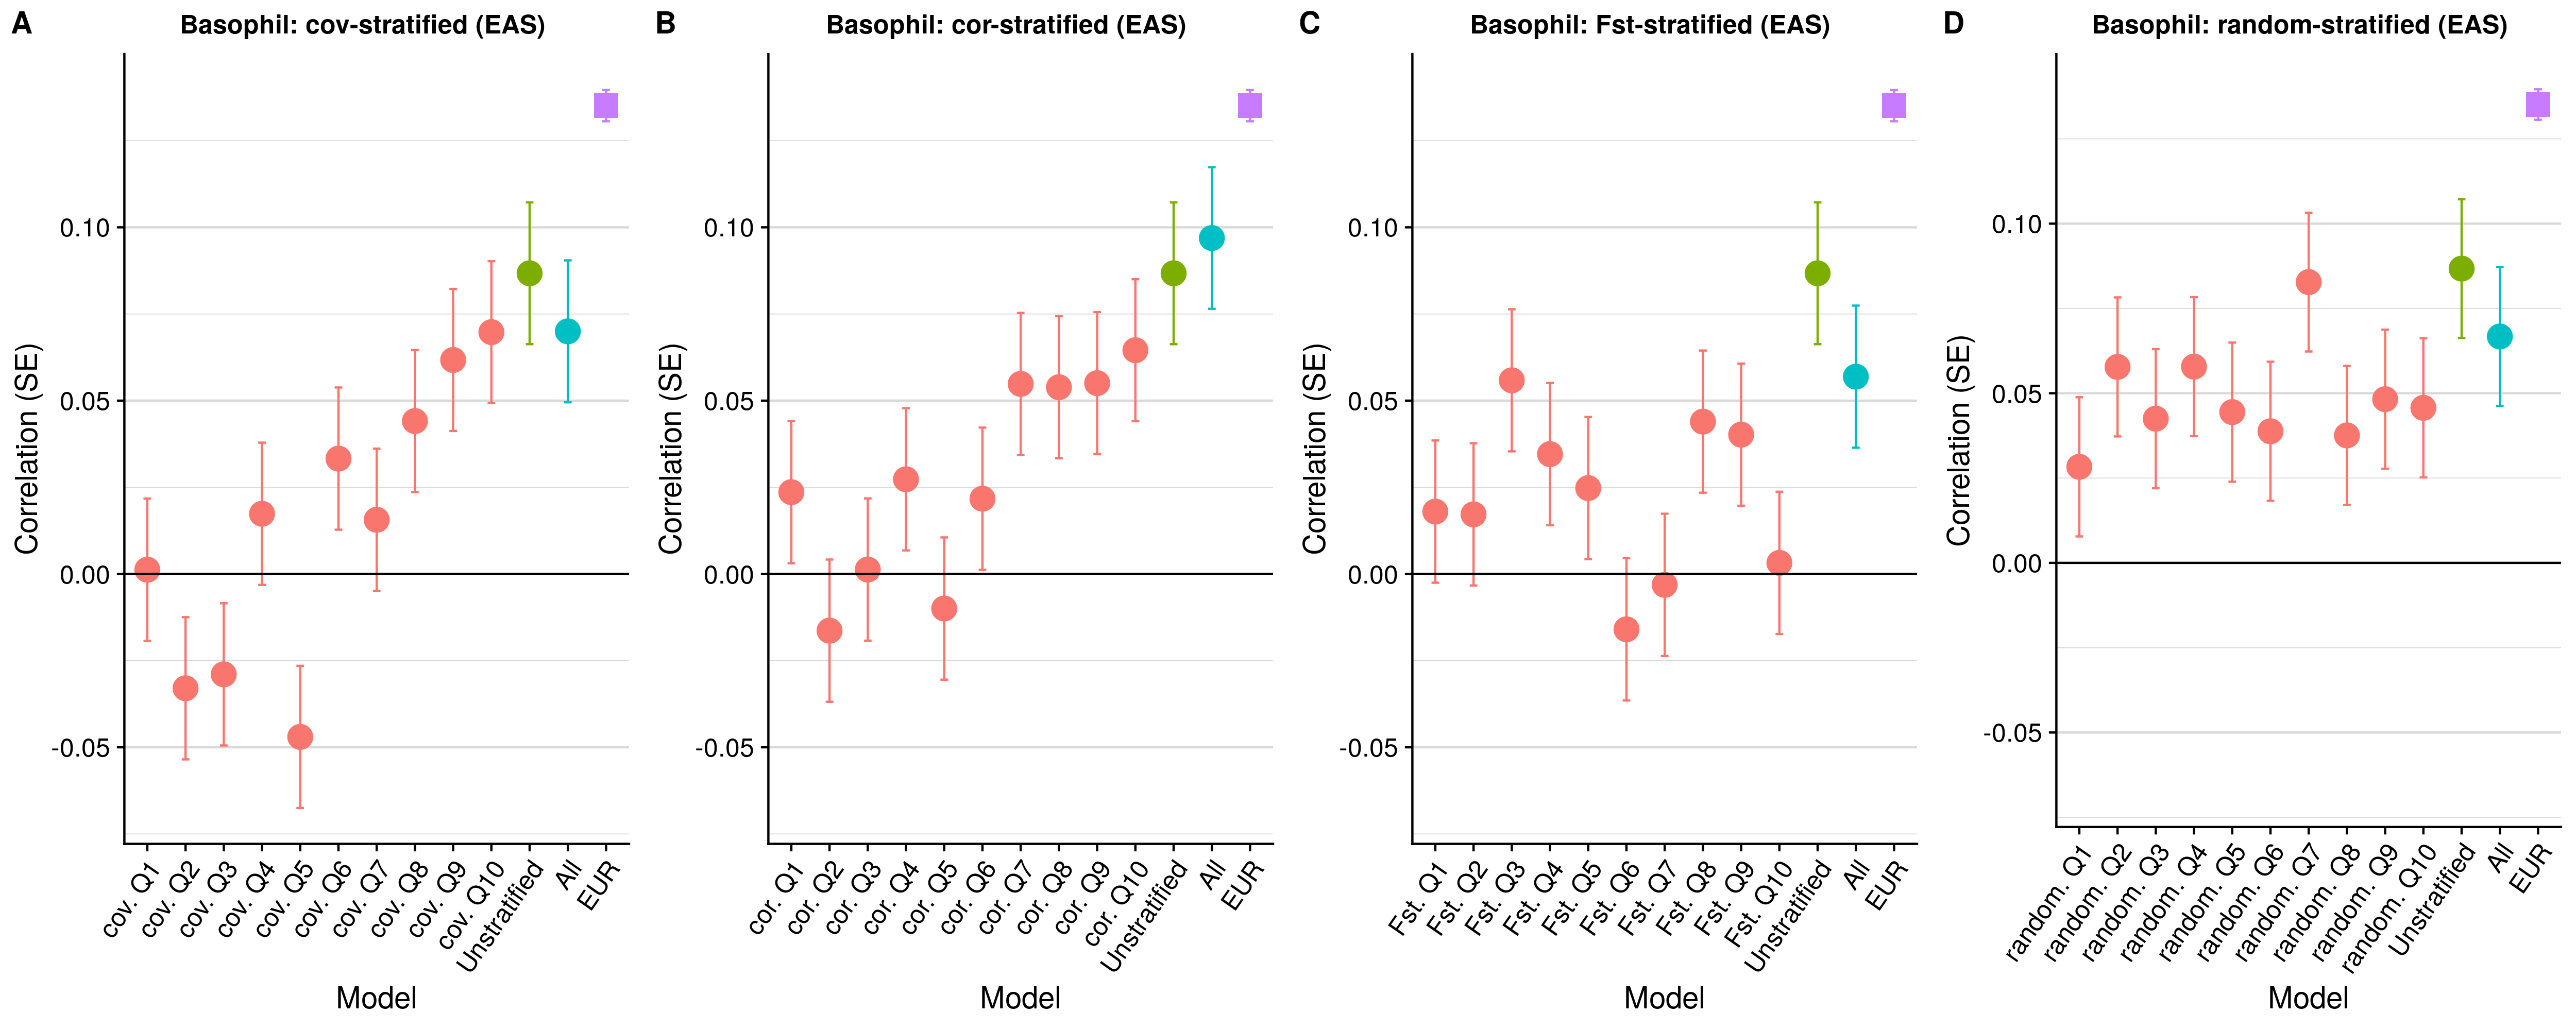 A
Basophil: cov-stratified (EAS)
Correlation (SE)
0.10
0.05
0.00
-0.05
cov. Q1
cov. Q2
cov. Q3
cov. Q4
cov. Q5
cov. Q6
cov. Q7
cov. Q8
cov. Q9
cov. Q10
Unstratified
All
EUR
Model
B
Basophil: cor-stratified (EAS)
Correlation (SE)
0.10
0.05
0.00
-0.05
cor. Q1
cor. Q2
cor. Q3
cor. Q4
cor. Q5
cor. Q6
cor. Q7
cor. Q8
cor. Q9
cor. Q10
Unstratified
All
EUR
Model
C
Basophil: Fst-stratified (EAS)
Correlation (SE)
0.10
0.05
0.00
-0.05
Fst. Q1
Fst. Q2
Fst. Q3
Fst. Q4
Fst. Q5
Fst. Q6
Fst. Q7
Fst. Q8
Fst. Q9
Fst. Q10
Unstratified
All
EUR
Model
D
Basophil: random-stratified (EAS)
Correlation (SE)
0.10
0.05
0.00
-0.05
random. Q1
random. Q2
random. Q3
random. Q4
random. Q5
random. Q6
random. Q7
random. Q8
random. Q9
random. Q10
Unstratified
All
EUR
Model